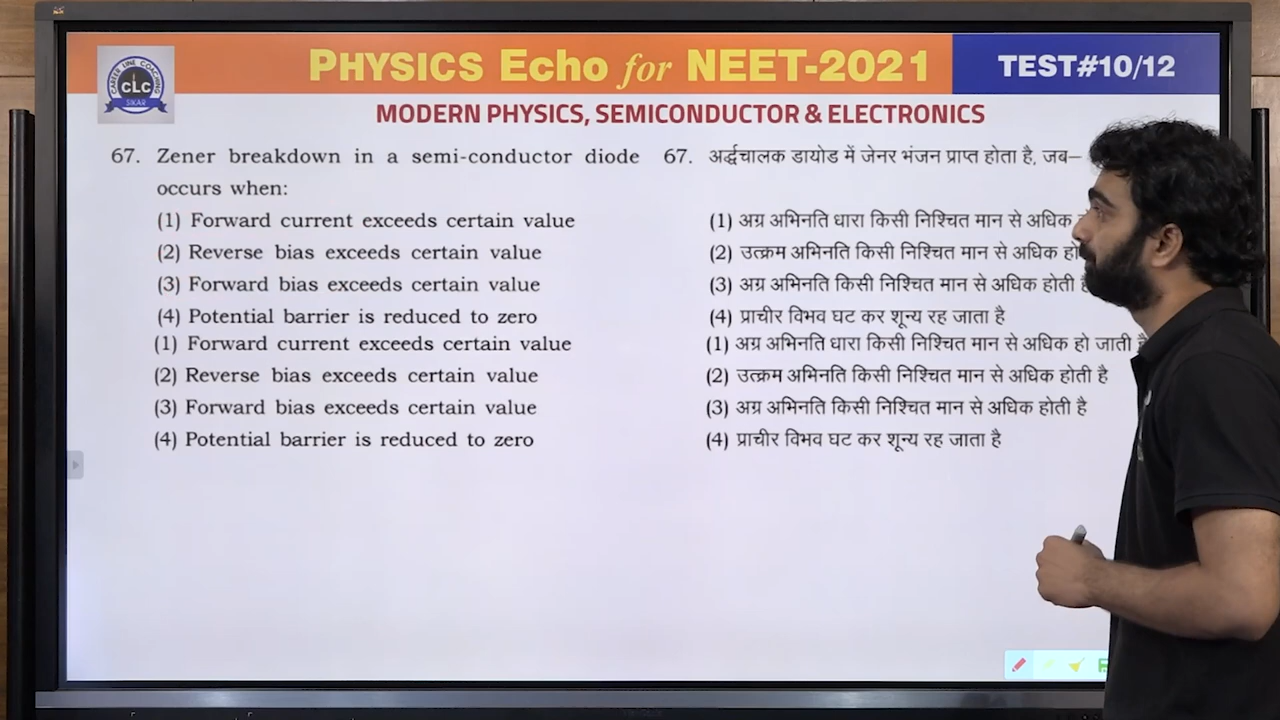 PHYSICS Echo for NEET-2021
TEST#10/12
CAREER LINE COACHING
CLC
SIKAR
MODERN PHYSICS, SEMICONDUCTOR & ELECTRONICS
67. Zener breakdown in a semi-conductor diode
occurs when:
(1) Forward current exceeds certain value
(2) Reverse bias exceeds certain value
(3) Forward bias exceeds certain value
(4) Potential barrier is reduced to zero
(1) Forward current exceeds certain value
(2) Reverse bias exceeds certain value
(3) Forward bias exceeds certain value
(4) Potential barrier is reduced to zero
67. अर्द्धचालक डायोड में जेनर भंजन प्राप्त होता है, जब–
(1) अग्र अभिनति धारा किसी निश्चित मान से अधिक
(2) उत्क्रम अभिनति किसी निश्चित मान से अधिक
(3) अग्र अभिनति किसी निश्चित मान से अधिक होती
(4) प्राचीर विभव घट कर शून्य रह जाता है
(1) अग्र अभिनति धारा किसी निश्चित मान से अधिक हो जाती है
(2) उत्क्रम अभिनति किसी निश्चित मान से अधिक होती है
(3) अग्र अभिनति किसी निश्चित मान से अधिक होती है
(4) प्राचीर विभव घट कर शून्य रह जाता है